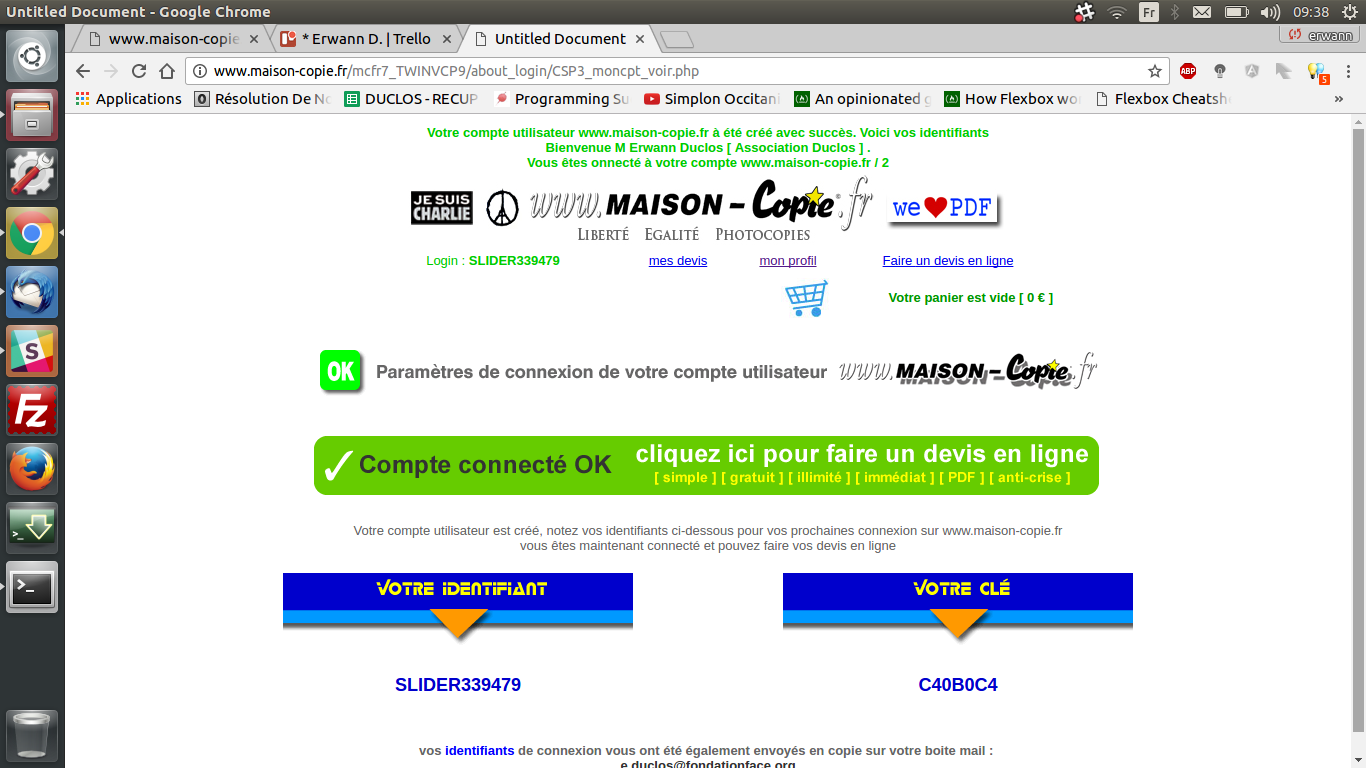 Untitled Document - Google Chrome
Fr
09:38
www.maison-copie
* Erwann D. | Trello
Untitled Document
erwann
www.maison-copie.fr/mcfr7_TWINVCP9/about_login/CSP3_moncpt_voir.php
ABP
5
Applications
Résolution De No
DUCLOS - RECUP
Programming Su
Simplon Occitani
An opinionated g
How Flexbox wor
Flexbox Cheatshe
»
Votre compte utilisateur www.maison-copie.fr à été créé avec succès. Voici vos identifiants
Bienvenue M Erwann Duclos [ Association Duclos ] .
Vous êtes onnecté à votre compte www.maison-copie.fr / 2
JE SUIS CHARLIE
www.MAISON-Copie.fr
we PDF
LIBERTÉ EGALITÉ PHOTOCOPIES
Login : SLIDER339479
mes devis
mon profil
Faire un devis en ligne
Votre panier est vide [ 0 € ]
OK
Paramètres de connexion de votre compte utilisateur
www.MAISON-Copie.fr
Compte connecté OK
cliquez ici pour faire un devis en ligne
[ simple ] [ gratuit ] [ illimité ] [ immédiat ] [ PDF ] [ anti-crise ]
Votre compte utilisateur est créé, notez vos identifiants ci-dessous pour vos prochaines connexion sur www.maison-copie.fr
vous êtes maintenant connecté et pouvez faire vos devis en ligne
VOTRE IDENTIFIANT
VOTRE CLÉ
SLIDER339479
C40B0C4
vos identifiants de connexion vous ont été également envoyés en copie sur votre boite mail :
e.duclos@fondationface.org